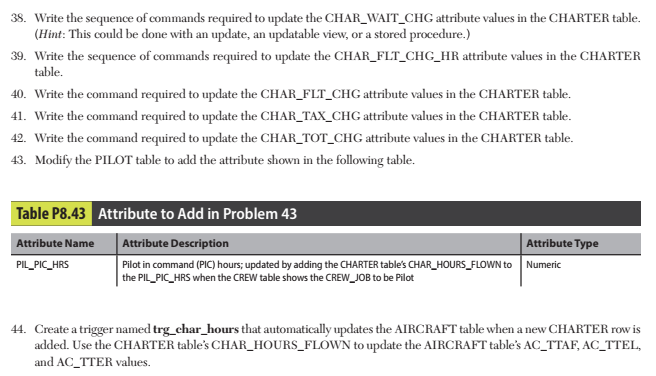 38. Write the sequence of commands required to update the CHAR_WAIT_CHG attribute values in the CHARTER table.
(Hint: This could be done with an update, an updatable view, or a stored procedure.)
39. Write the sequence of commands required to update the CHAR_FLT_CHG_HR attribute values in the CHARTER
table.
40. Write the command required to update the CHAR_FLT_CHG attribute values in the CHARTER table.
41. Write the command required to update the CHAR_TAX_CHG attribute values in the CHARTER table.
42. Write the command required to update the CHAR_TOT_CHG attribute values in the CHARTER table.
43. Modify the PILOT table to add the attribute shown in the following table.
Table P8.43 Attribute to Add in Problem 43
Attribute Name Attribute Description Attribute Type
PIL_PIC_HRS Pilot in command (PIC) hours; updated by adding the CHARTER table's CHAR_HOURS_FLOWN to Numeric
the PIL_PIC_HRS when the CREW table shows the CREW_JOB to be Pilot
44. Create a trigger named trg_char_hours that automatically updates the AIRCRAFT table when a new CHARTER row is
added. Use the CHARTER table's CHAR_HOURS_FLOWN to update the AIRCRAFT table's AC_TTAF, AC_TTEL,
and AC_TTER values.